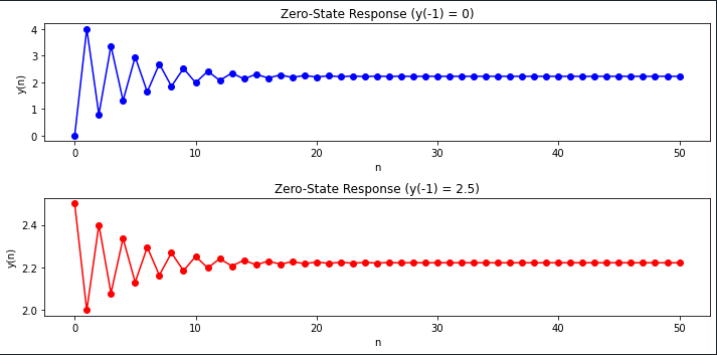 Zero-State Response (y(-1) = 0)
4
3
2
1
0
y(n)
0 10 20 30 40 50
n
Zero-State Response (y(-1) = 2.5)
2.4
2.2
2.0
y(n)
0 10 20 30 40 50
n